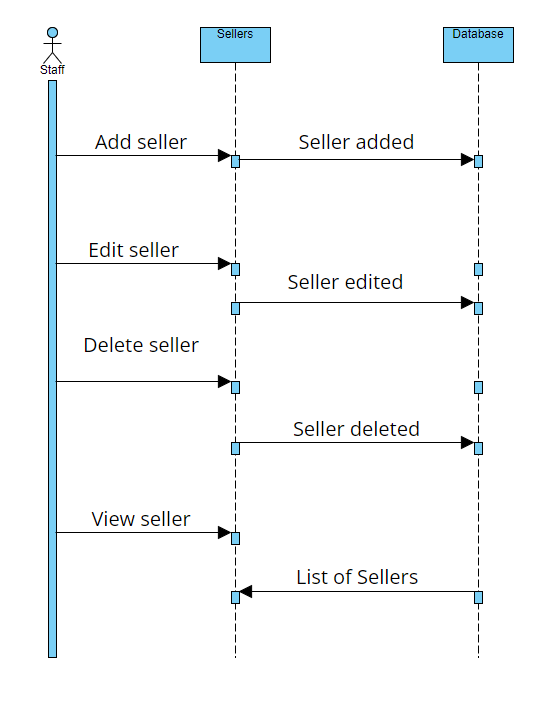 Sellers
Database
Staff
Add seller
Seller added
Edit seller
Seller edited
Delete seller
Seller deleted
View seller
List of Sellers